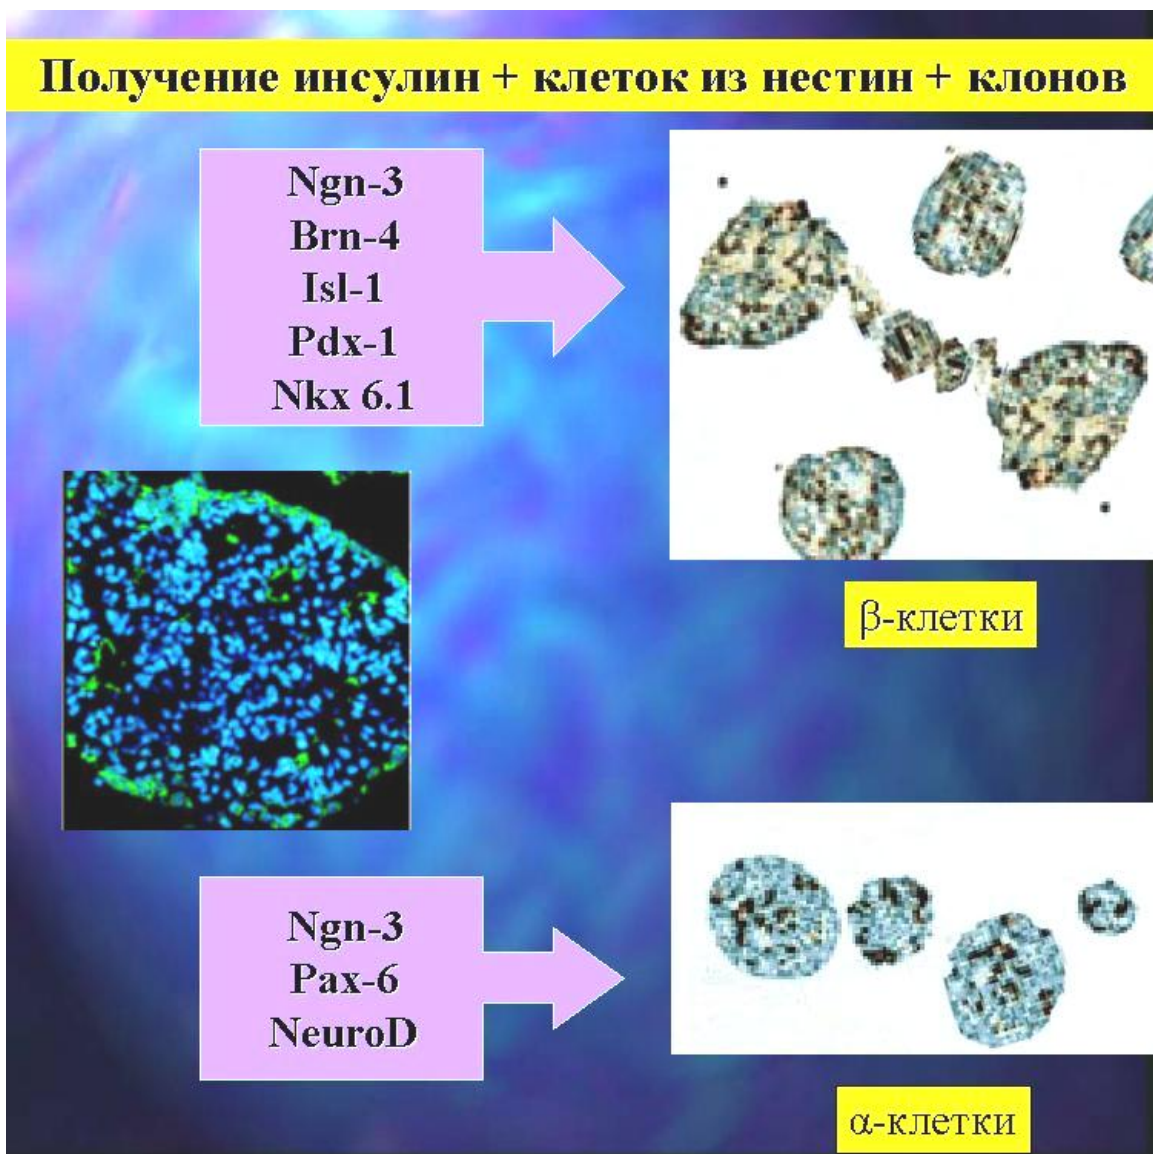 Получение инсулин + клеток из нестин + клонов
Ngn-3
Brn-4
Isl-1
Pdx-1
Nkx 6.1
β-клетки
Ngn-3
Pax-6
NeuroD
α-клетки